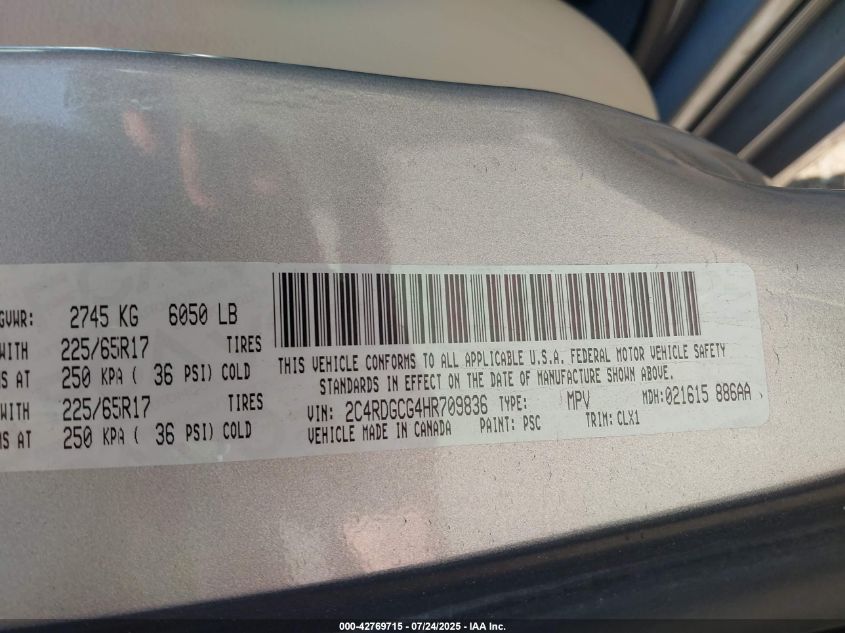 GVWR: 2745 KG 6050 LB
WITH 225/65R17 TIRES
MS AT 250 KPA ( 36 PSI) COLD
WITH 225/65R17 TIRES
MS AT 250 KPA ( 36 PSI) COLD
THIS VEHICLE CONFORMS TO ALL APPLICABLE U.S.A. FEDERAL MOTOR VEHICLE SAFETY
STANDARDS IN EFFECT ON THE DATE OF MANUFACTURE SHOWN ABOVE.
VIN: 2C4RDGCG4HR709836 TYPE: MPV MDH:021615 886AA
VEHICLE MADE IN CANADA PAINT: PSC TRIM: CLX1
000-42769715 - 07/24/2025 - IAA Inc.